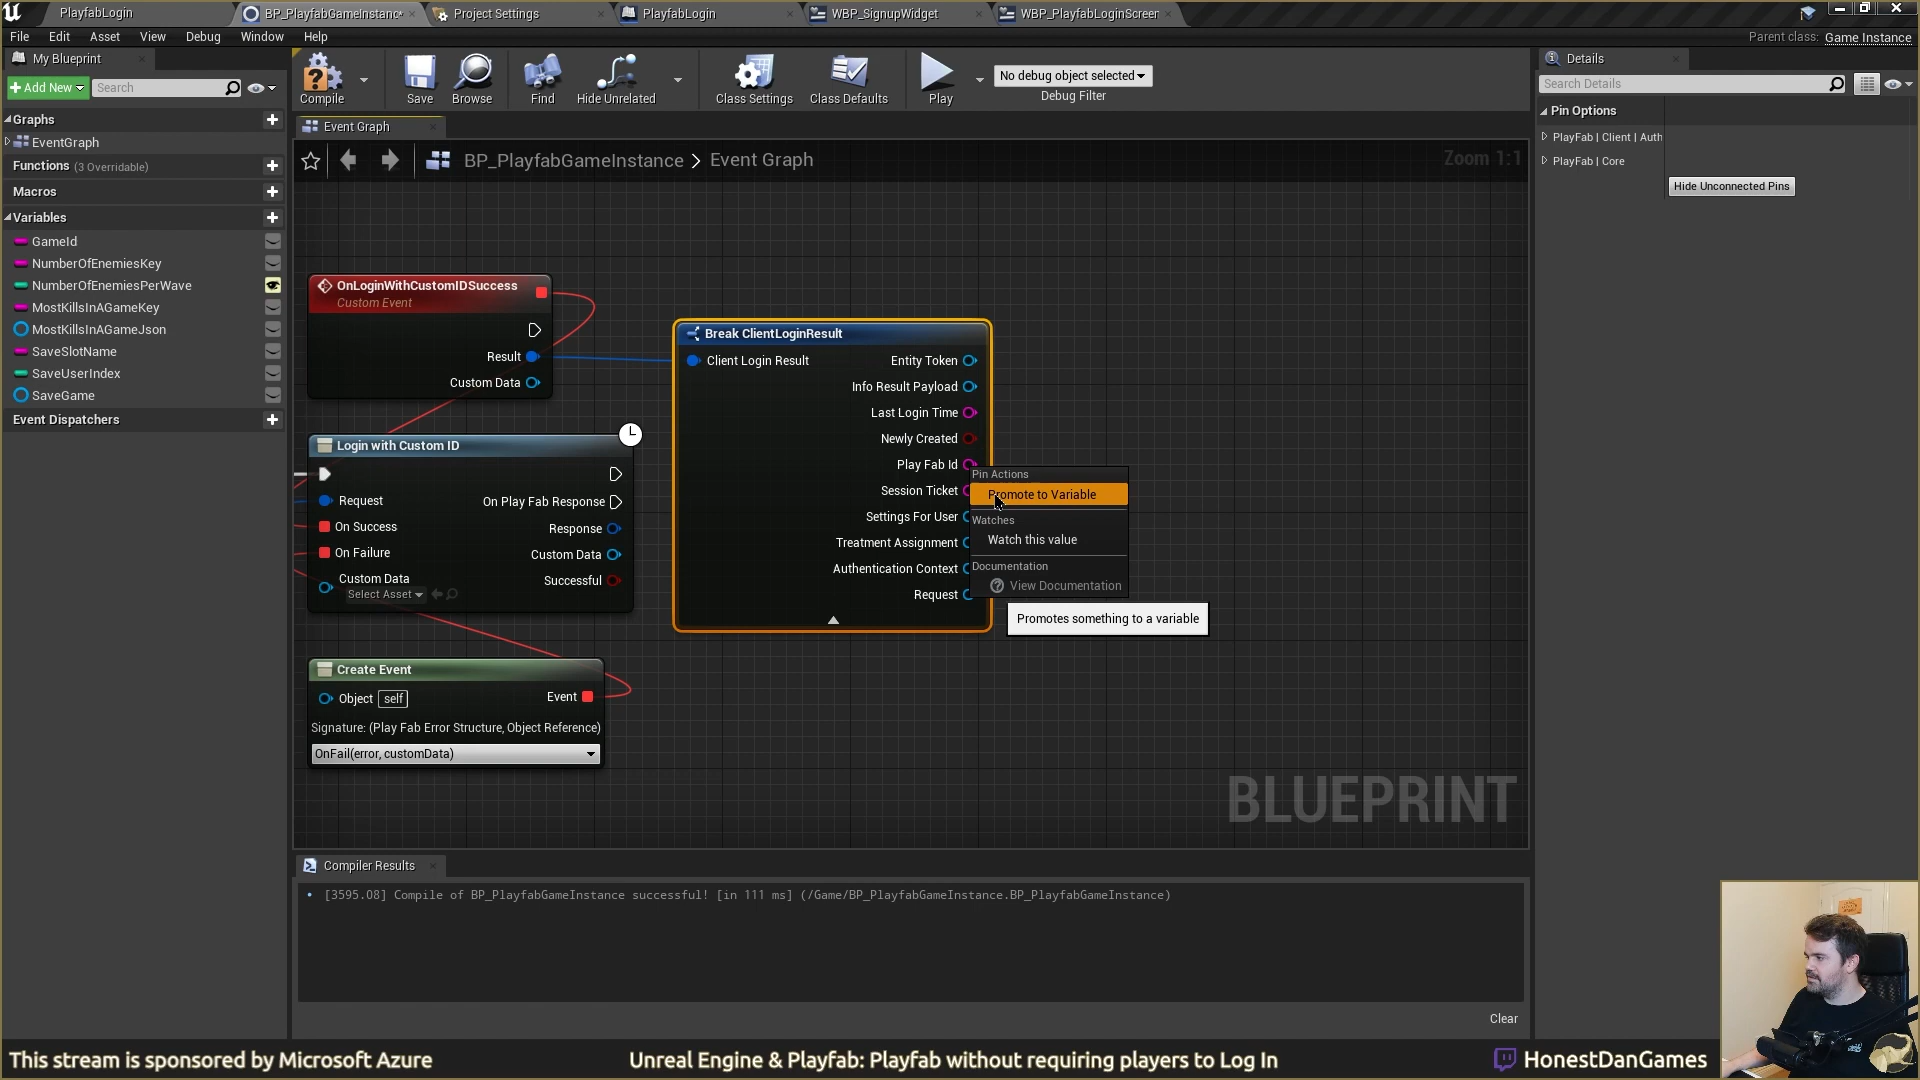 PlayfabLogin
BP_PlayfabGameInstance*
Project Settings
PlayfabLogin
WBP_SignupWidget
WBP_PlayfabLoginScreen
File Edit Asset View Debug Window Help
Parent class: Game Instance
My Blueprint
Add New
Search
Graphs
EventGraph
Functions (3 Overridable)
Macros
Variables
GameId
NumberOfEnemiesKey
NumberOfEnemiesPerWave
MostKillsInAGameKey
MostKillsInAGameJson
SaveSlotName
SaveUserIndex
SaveGame
Event Dispatchers
Compile
Save
Browse
Find
Hide Unrelated
Class Settings
Class Defaults
Play
No debug object selected
Debug Filter
Event Graph
BP_PlayfabGameInstance > Event Graph
Zoom 1:1
OnLoginWithCustomIDSuccess
Custom Event
Result
Custom Data
Login with Custom ID
Request
On Play Fab Response
On Success
Response
On Failure
Custom Data
Custom Data
Select Asset
Successful
Create Event
Object self
Event
Signature: (Play Fab Error Structure, Object Reference)
OnFail(error, customData)
Break ClientLoginResult
Client Login Result
Entity Token
Info Result Payload
Last Login Time
Newly Created
Play Fab Id
Session Ticket
Settings For User
Treatment Assignment
Authentication Context
Request
Pin Actions
Promote to Variable
Watches
Watch this value
Documentation
View Documentation
Promotes something to a variable
BLUEPRINT
Compiler Results
[3595.08] Compile of BP_PlayfabGameInstance successful! [in 111 ms] (/Game/BP_PlayfabGameInstance.BP_PlayfabGameInstance)
Clear
Details
Search Details
Pin Options
PlayFab | Client | Auth
PlayFab | Core
Hide Unconnected Pins
This stream is sponsored by Microsoft Azure
Unreal Engine & Playfab: Playfab without requiring players to Log In
HonestDanGames